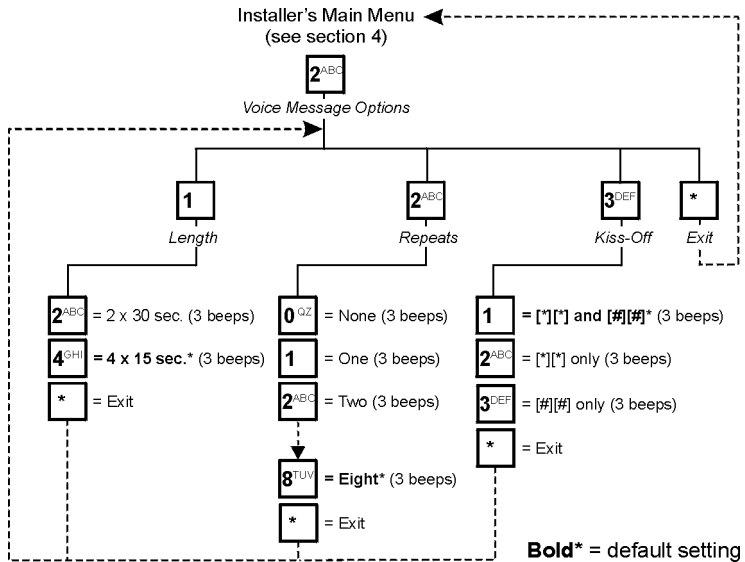 Installer's Main Menu
(see section 4)
2ABC
Voice Message Options
1
2ABC
3DEF
*
Length
Repeats
Kiss-Off
Exit
2ABC = 2 x 30 sec. (3 beeps)
4GHI = 4 x 15 sec.* (3 beeps)
* = Exit
0QZ = None (3 beeps)
1 = One (3 beeps)
2ABC = Two (3 beeps)
8TUV = Eight* (3 beeps)
* = Exit
1 = [*][*] and [#][#]* (3 beeps)
2ABC = [*][*] only (3 beeps)
3DEF = [#][#] only (3 beeps)
* = Exit
Bold* = default setting